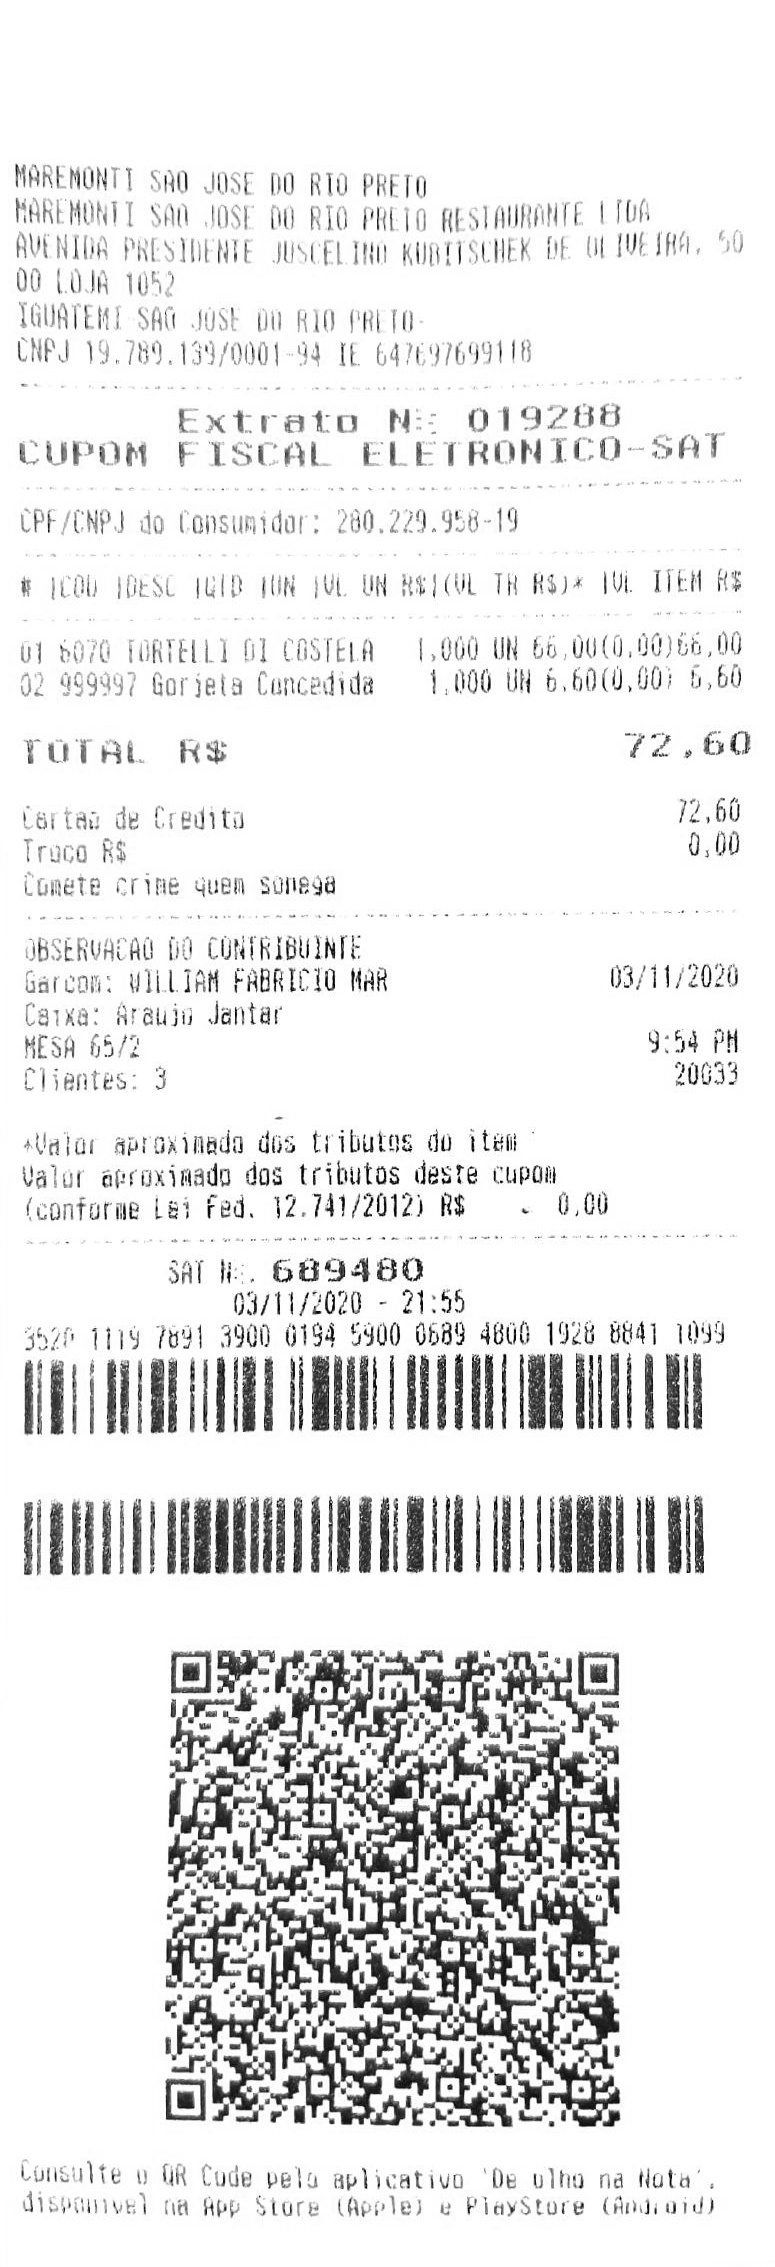 MAREMONTI SAO JOSE DO RIO PRETO
MAREMONTI SAO JOSE DO RIO PRETO RESTAURANTE LTDA
AVENIDA PRESIDENTE JUSCELINO KUBITSCHEK DE OLIVEIRA, 50
00 LOJA 1052
IGUATEMI-SAO JOSE DO RIO PRETO-
CNPJ 19.789.139/0001-94 IE 647697699118
Extrato Nº 019288
CUPOM FISCAL ELETRONICO-SAT
CPF/CNPJ do Consumidor: 280.229.958-19
# |COD |DESC |QTD |UN |VL UN R$|(VL TR R$)* |VL ITEM R$
01 6070 TORTELLI DI COSTELA 1,000 UN 66,00(0,00)66,00
02 999997 Gorjeta Concedida 1,000 UN 6,60(0,00) 6,60
TOTAL R$ 72,60
Cartao de Credito 72,60
Troco R$ 0,00
Comete crime quem sonega
OBSERVACAO DO CONTRIBUINTE
Garcom: WILLIAM FABRICIO MAR 03/11/2020
Caixa: Araujo Jantar
MESA 65/2 9:54 PM
Clientes: 3 20033
*Valor aproximado dos tributos do item
Valor aproximado dos tributos deste cupom
(conforme Lei Fed. 12.741/2012) R$ 0,00
SAT Nº. 689480
03/11/2020 - 21:55
3520 1119 7891 3900 0194 5900 0689 4800 1928 8841 1099
Consulte o QR Code pelo aplicativo 'De olho na Nota',
disponivel na App Store (Apple) e PlayStore (Android)